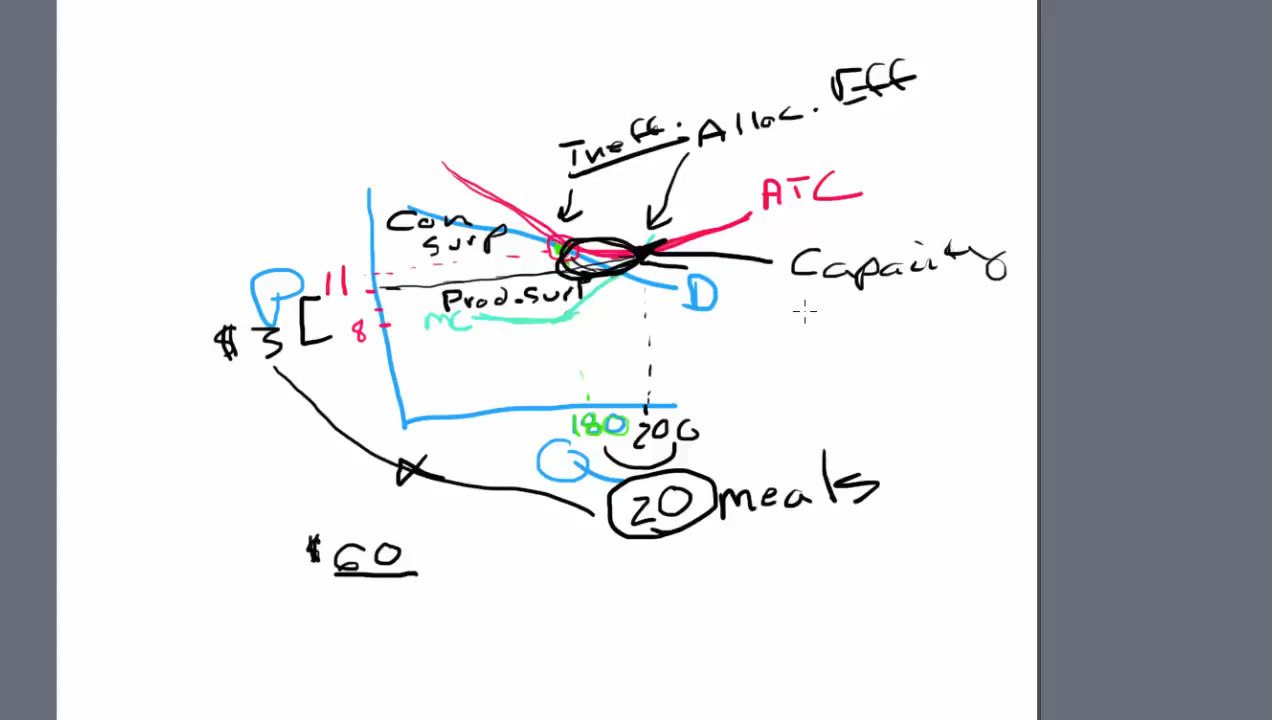 Ineff. Alloc. Eff
ATC
Con
surp
Capacity
P
11
Prod. surp
D
$ 3
8
MC
180 200
Q
20 meals
$ 60